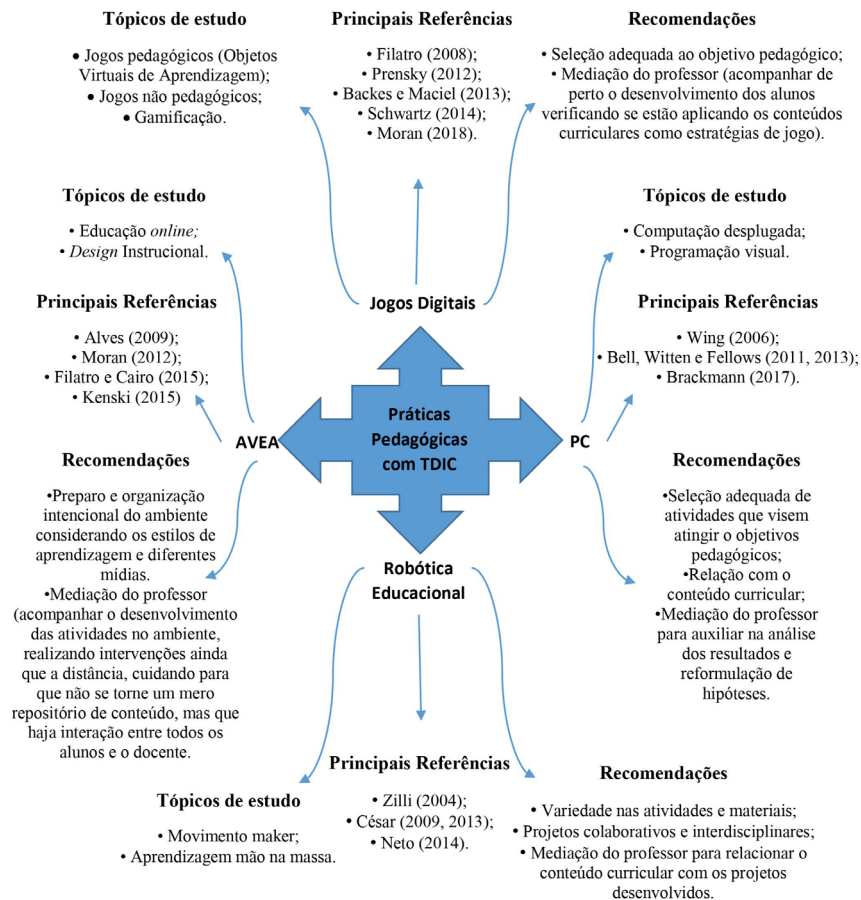 Tópicos de estudo
• Jogos pedagógicos (Objetos
Virtuais de Aprendizagem);
• Jogos não pedagógicos;
• Gamificação.
Principais Referências
• Filatro (2008);
• Prensky (2012);
• Backes e Maciel (2013);
• Schwartz (2014);
• Moran (2018).
Recomendações
• Seleção adequada ao objetivo pedagógico;
• Mediação do professor (acompanhar de
perto o desenvolvimento dos alunos
verificando se estão aplicando os conteúdos
curriculares como estratégias de jogo).
Jogos Digitais
Tópicos de estudo
• Educação online;
• Design Instrucional.
Principais Referências
• Alves (2009);
• Moran (2012);
• Filatro e Cairo (2015);
• Kenski (2015)
AVEA
Recomendações
•Preparo e organização
intencional do ambiente
considerando os estilos de
aprendizagem e diferentes
mídias.
•Mediação do professor
(acompanhar o desenvolvimento
das atividades no ambiente,
realizando intervenções ainda
que a distância, cuidando para
que não se torne um mero
repositório de conteúdo, mas que
haja interação entre todos os
alunos e o docente.
Práticas
Pedagógicas
com TDIC
Tópicos de estudo
• Computação desplugada;
• Programação visual.
Principais Referências
• Wing (2006);
• Bell, Witten e Fellows (2011, 2013);
• Brackmann (2017).
PC
Recomendações
•Seleção adequada de
atividades que visem
atingir o objetivos
pedagógicos;
•Relação com o
conteúdo curricular;
•Mediação do professor
para auxiliar na análise
dos resultados e
reformulação de
hipóteses.
Robótica
Educacional
Tópicos de estudo
• Movimento maker;
• Aprendizagem mão na massa.
Principais Referências
• Zilli (2004);
• César (2009, 2013);
• Neto (2014).
Recomendações
• Variedade nas atividades e materiais;
• Projetos colaborativos e interdisciplinares;
• Mediação do professor para relacionar o
conteúdo curricular com os projetos
desenvolvidos.